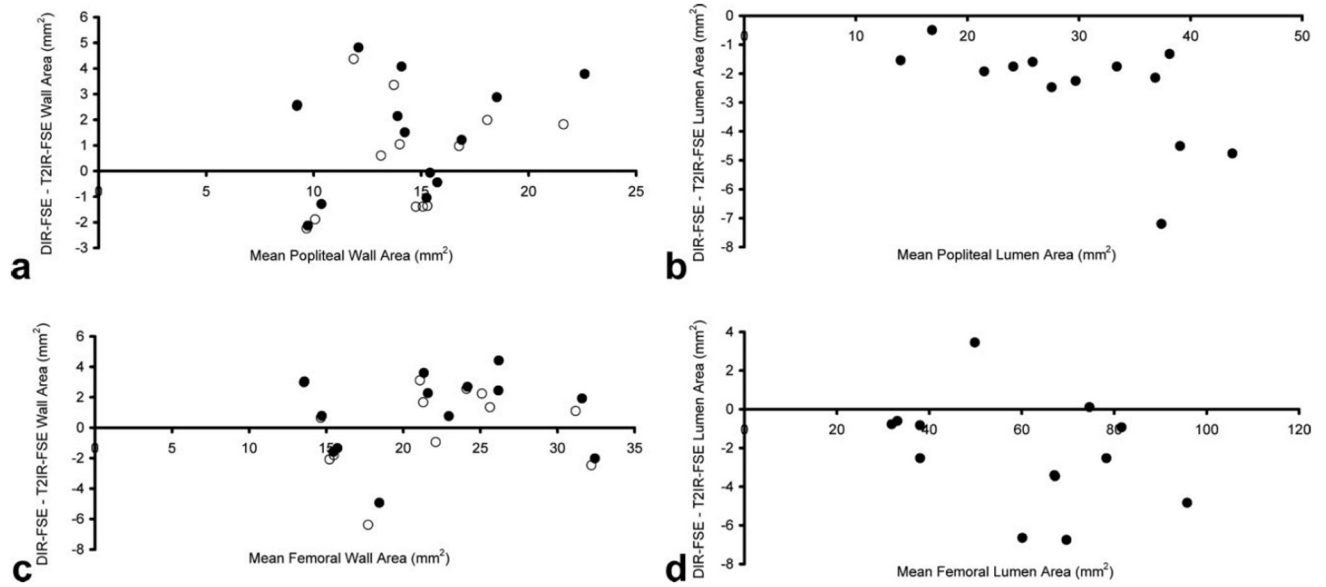 DIR-FSE - T2IR-FSE Wall Area (mm²)
6
5
4
3
2
1
0
-1
-2
-3
0 5 10 15 20 25
Mean Popliteal Wall Area (mm²)
a
DIR-FSE - T2IR-FSE Lumen Area (mm²)
0
-1
-2
-3
-4
-5
-6
-7
-8
0 10 20 30 40 50
Mean Popliteal Lumen Area (mm²)
b
DIR-FSE - T2IR-FSE Wall Area (mm²)
6
4
2
0
-2
-4
-6
-8
0 5 10 15 20 25 30 35
Mean Femoral Wall Area (mm²)
c
DIR-FSE - T2IR-FSE Lumen Area (mm²)
4
2
0
-2
-4
-6
-8
0 20 40 60 80 100 120
Mean Femoral Lumen Area (mm²)
d